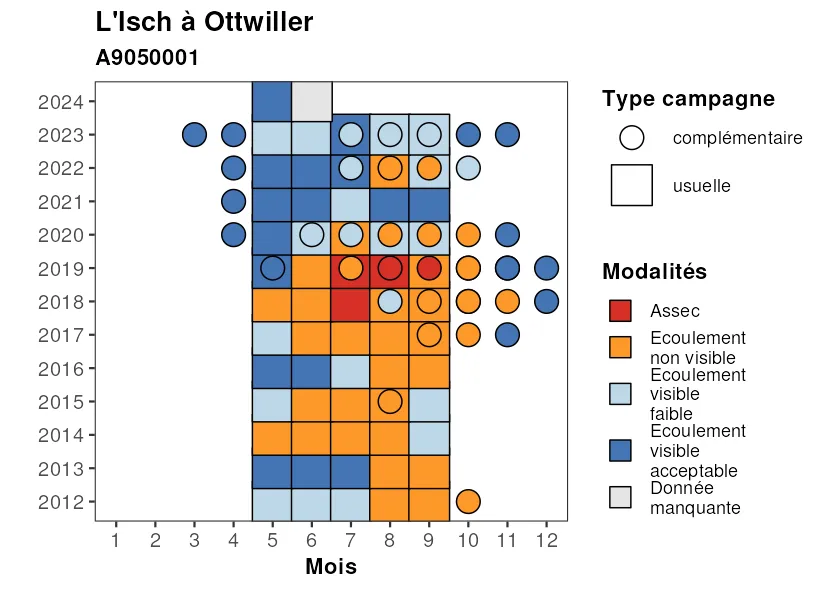 L'Isch à Ottwiller
A9050001
2024
2023
2022
2021
2020
2019
2018
2017
2016
2015
2014
2013
2012
1 2 3 4 5 6 7 8 9 10 11 12
Mois
Type campagne
complémentaire
usuelle
Modalités
Assec
Ecoulement
non visible
Ecoulement
visible
faible
Ecoulement
visible
acceptable
Donnée
manquante